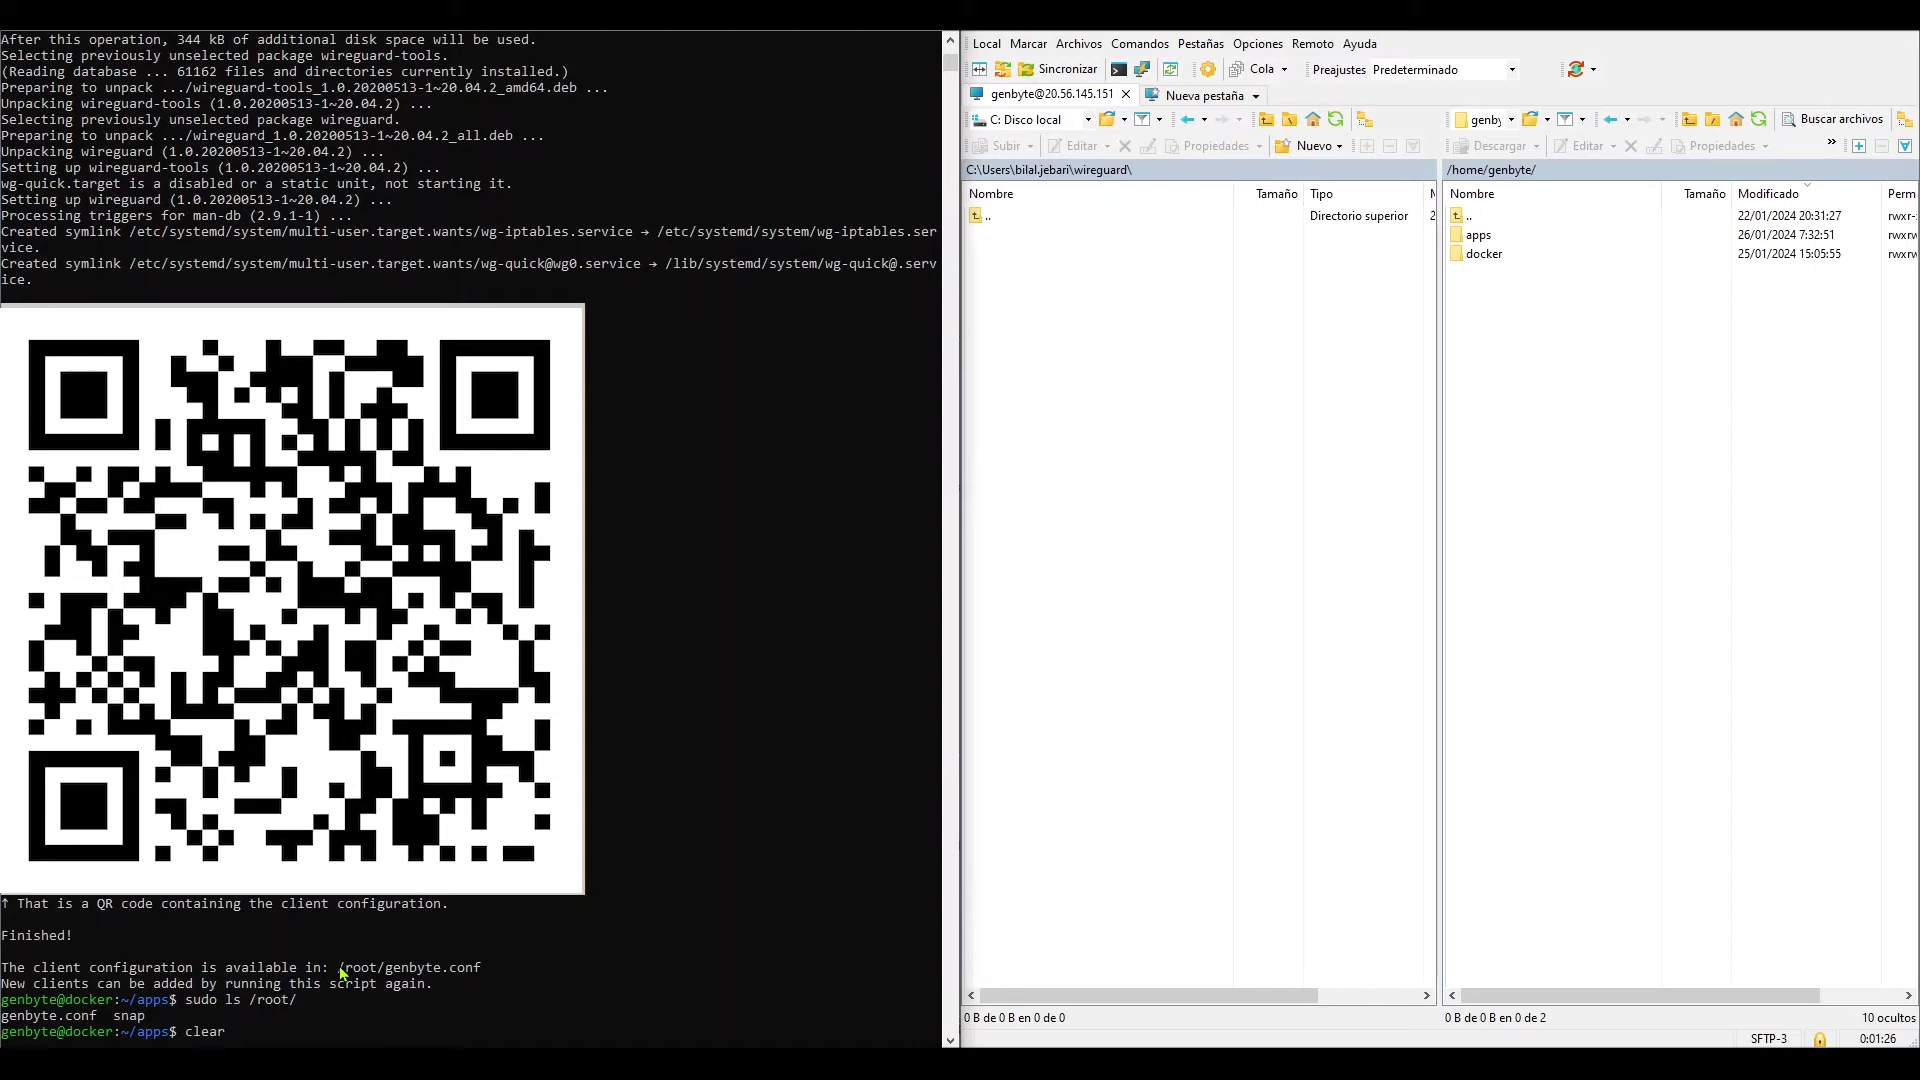 After this operation, 344 kB of additional disk space will be used.
Selecting previously unselected package wireguard-tools.
(Reading database ... 61162 files and directories currently installed.)
Preparing to unpack .../wireguard-tools_1.0.20200513-1~20.04.2_amd64.deb ...
Unpacking wireguard-tools (1.0.20200513-1~20.04.2) ...
Selecting previously unselected package wireguard.
Preparing to unpack .../wireguard_1.0.20200513-1~20.04.2_all.deb ...
Unpacking wireguard (1.0.20200513-1~20.04.2) ...
Setting up wireguard-tools (1.0.20200513-1~20.04.2) ...
wg-quick.target is a disabled or a static unit, not starting it.
Setting up wireguard (1.0.20200513-1~20.04.2) ...
Processing triggers for man-db (2.9.1-1) ...
Created symlink /etc/systemd/system/multi-user.target.wants/wg-iptables.service → /etc/systemd/system/wg-iptables.ser
vice.
Created symlink /etc/systemd/system/multi-user.target.wants/wg-quick@wg0.service → /lib/systemd/system/wg-quick@.serv
ice.
↑ That is a QR code containing the client configuration.
Finished!
The client configuration is available in: /root/genbyte.conf
New clients can be added by running this script again.
genbyte@docker:~/apps$ sudo ls /root/
genbyte.conf  snap
genbyte@docker:~/apps$ clear
Local Marcar Archivos Comandos Pestañas Opciones Remoto Ayuda
Sincronizar Cola Preajustes Predeterminado
genbyte@20.56.145.151 Nueva pestaña
C: Disco local
Subir Editar Propiedades Nuevo
C:\Users\bilal.jebari\wireguard\
Nombre Tamaño Tipo M
.. Directorio superior 2
0 B de 0 B en 0 de 0
genby Buscar archivos
Descargar Editar Propiedades »
/home/genbyte/
Nombre Tamaño Modificado Perm
.. 22/01/2024 20:31:27 rwxr-
apps 26/01/2024 7:32:51 rwxrw
docker 25/01/2024 15:05:55 rwxrw
0 B de 0 B en 0 de 2 10 ocultos
SFTP-3 0:01:26